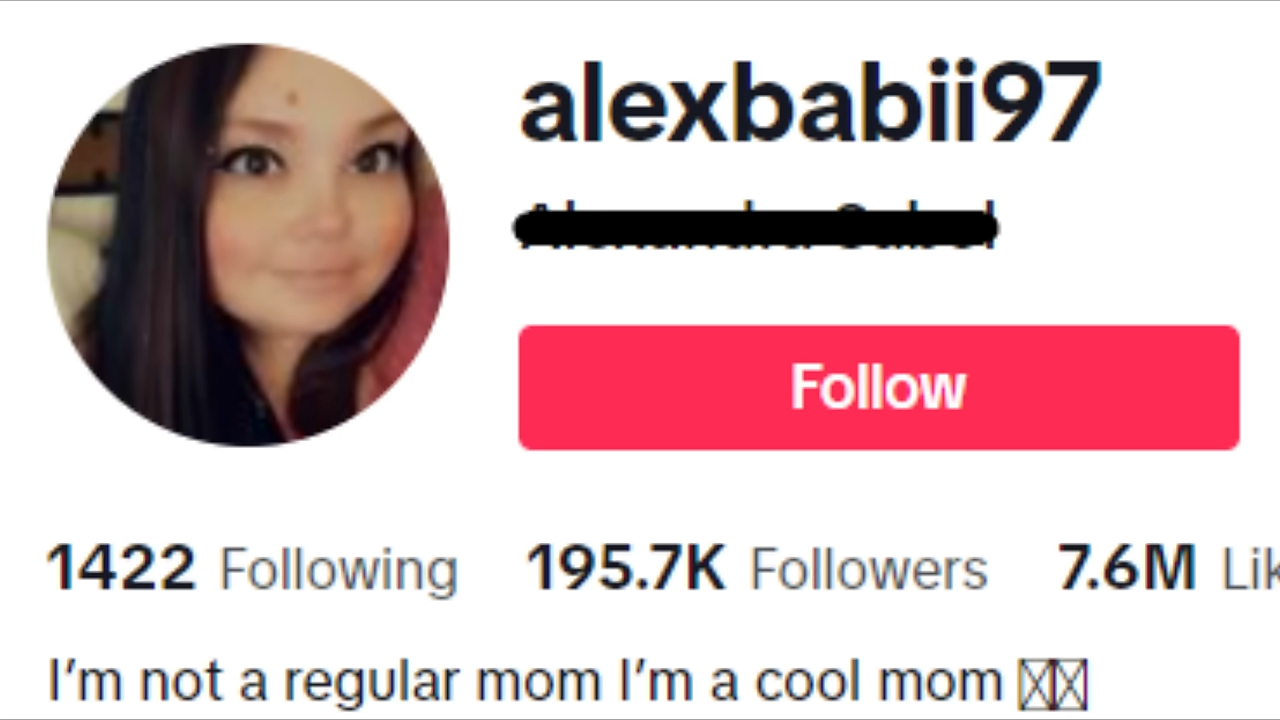 alexbabii97
Follow
1422 Following 195.7K Followers 7.6M Lik
I’m not a regular mom I’m a cool mom